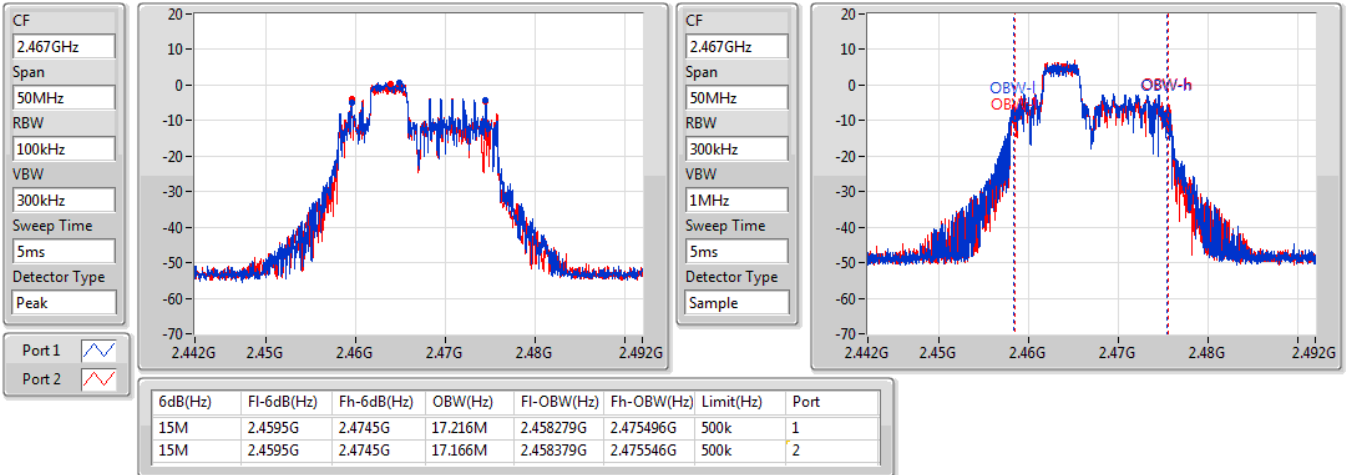 CF
2.467GHz
Span
50MHz
RBW
100kHz
VBW
300kHz
Sweep Time
5ms
Detector Type
Peak
Port 1
Port 2
20
10
0
-10
-20
-30
-40
-50
-60
-70
2.442G 2.45G 2.46G 2.47G 2.48G 2.492G
CF
2.467GHz
Span
50MHz
RBW
300kHz
VBW
1MHz
Sweep Time
5ms
Detector Type
Sample
20
10
0
-10
-20
-30
-40
-50
-60
-70
OBW-h
2.442G 2.45G 2.46G 2.47G 2.48G 2.492G
6dB(Hz) Fl-6dB(Hz) Fh-6dB(Hz) OBW(Hz) Fl-OBW(Hz) Fh-OBW(Hz) Limit(Hz) Port
15M 2.4595G 2.4745G 17.216M 2.458279G 2.475496G 500k 1
15M 2.4595G 2.4745G 17.166M 2.458379G 2.475546G 500k 2